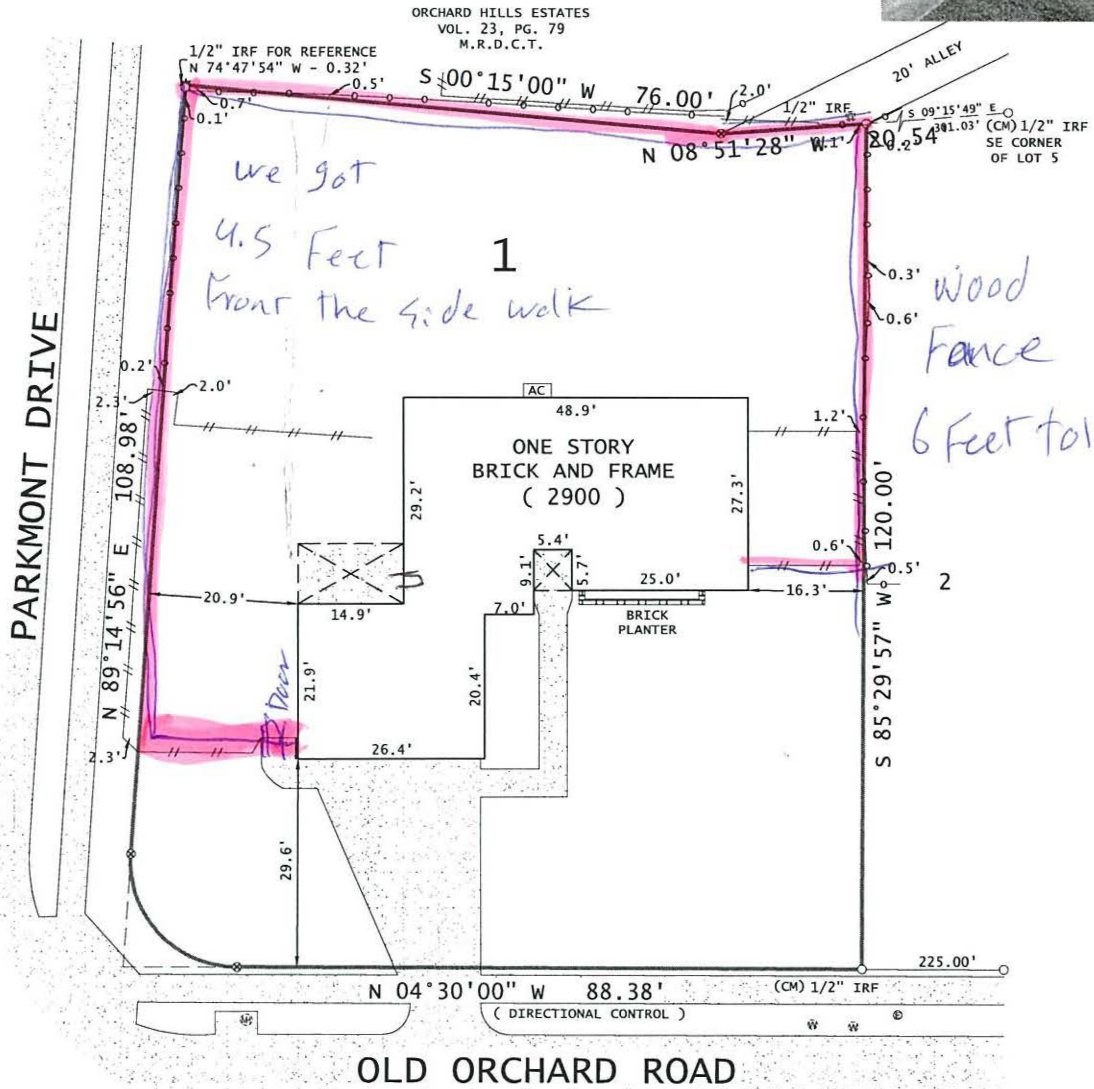 ORCHARD HILLS ESTATES
VOL. 23, PG. 79
M.R.D.C.T.
1/2" IRF FOR REFERENCE
N 74°47'54" W - 0.32'
0.5'
S 00°15'00" W 76.00'
2.0'
20' ALLEY
1/2" IRF
S 09°15'49" E
301.03'
(CM) 1/2" IRF
SE CORNER
OF LOT 5
0.7'
0.1'
N 08°51'28" W 20.54'
0.1'
0.2'
we got
4.5 Feet
From the side walk
1
0.3'
0.6'
wood
Fance
6 Feet tal
PARKMONT DRIVE
0.2'
2.0'
2.3'
N 89°14'56" E 108.98'
AC
48.9'
ONE STORY
BRICK AND FRAME
( 2900 )
29.2'
27.3'
1.2'
S 85°29'57" W 120.00'
5.4'
9.1'
5.7'
25.0'
0.6'
0.5'
2
20.9'
14.9'
7.0'
BRICK
PLANTER
16.3'
21.9'
20.4'
Door
2.3'
26.4'
29.6'
225.00'
N 04°30'00" W 88.38'
(CM) 1/2" IRF
( DIRECTIONAL CONTROL )
OLD ORCHARD ROAD